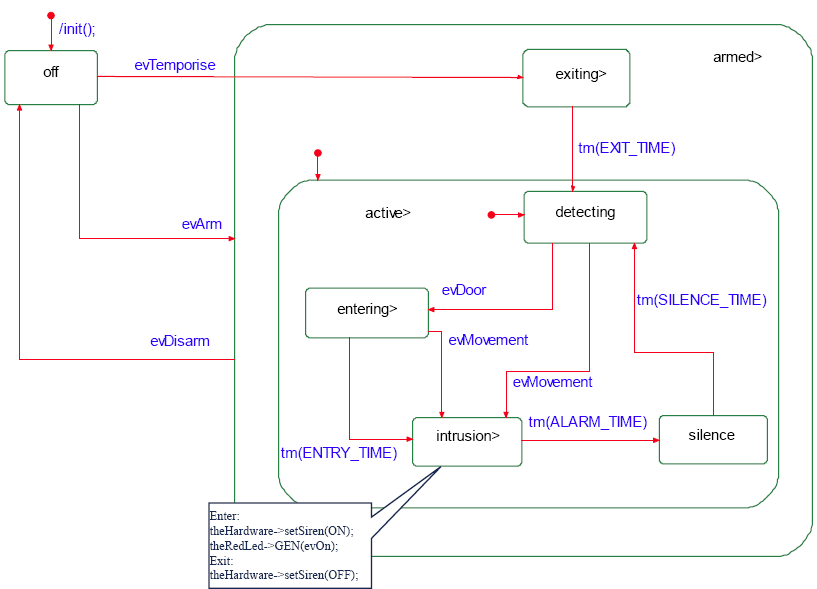 /init();
off
evTemporise
exiting>
armed>
tm(EXIT_TIME)
active>
detecting
evArm
evDoor
tm(SILENCE_TIME)
entering>
evDisarm
evMovement
evMovement
tm(ALARM_TIME)
intrusion>
silence
tm(ENTRY_TIME)
Enter:
theHardware->setSiren(ON);
theRedLed->GEN(evOn);
Exit:
theHardware->setSiren(OFF);